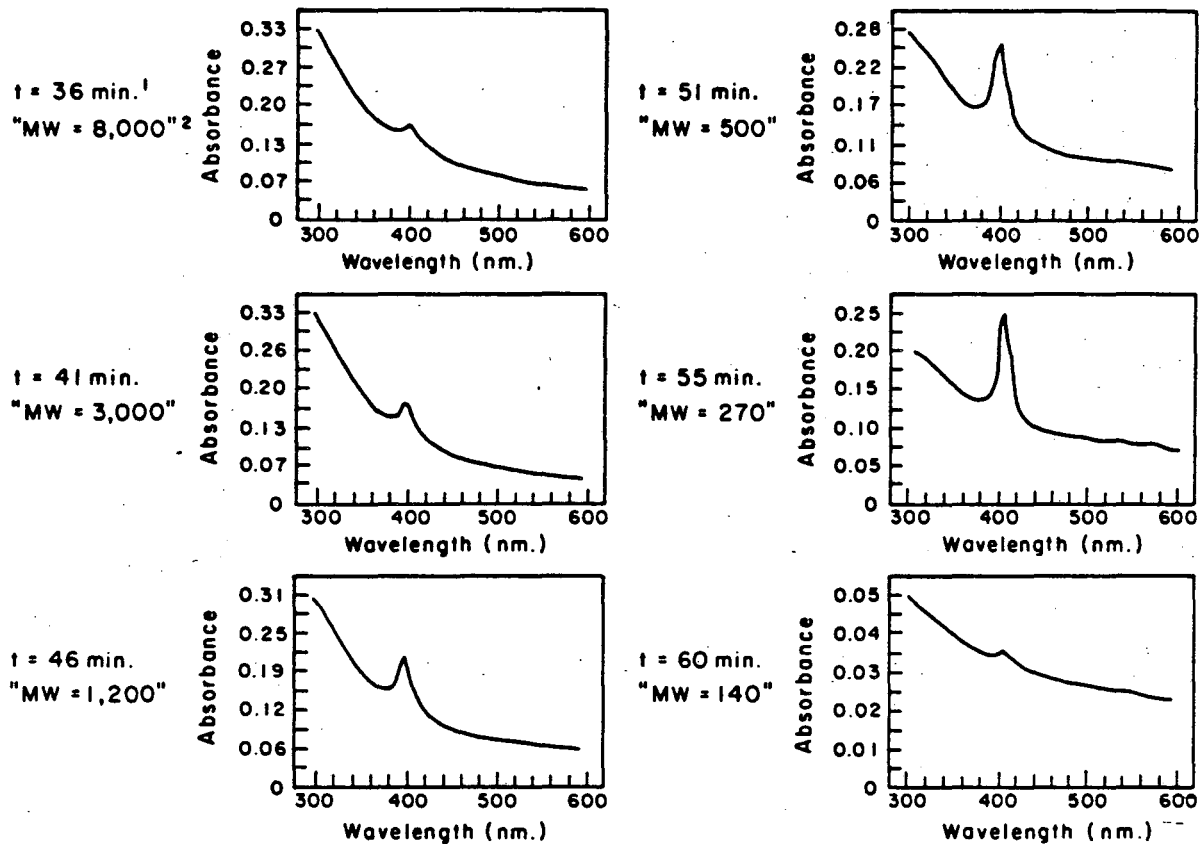 t = 36 min.1
"MW = 8,000" 2
Absorbance
0.33
0.27
0.20
0.13
0.07
0
300 400 500 600
Wavelength (nm.)
t = 51 min.
"MW = 500"
Absorbance
0.28
0.22
0.17
0.11
0.06
0
300 400 500 600
Wavelength (nm.)
t = 41 min.
"MW = 3,000"
Absorbance
0.33
0.26
0.20
0.13
0.07
0
300 400 500 600
Wavelength (nm.)
t = 55 min.
"MW = 270"
Absorbance
0.25
0.20
0.15
0.10
0.05
0
300 400 500 600
Wavelength (nm.)
t = 46 min.
"MW = 1,200"
Absorbance
0.31
0.25
0.19
0.12
0.06
0
300 400 500 600
Wavelength (nm.)
t = 60 min.
"MW = 140"
Absorbance
0.05
0.04
0.03
0.02
0.01
0
300 400 500 600
Wavelength (nm.)